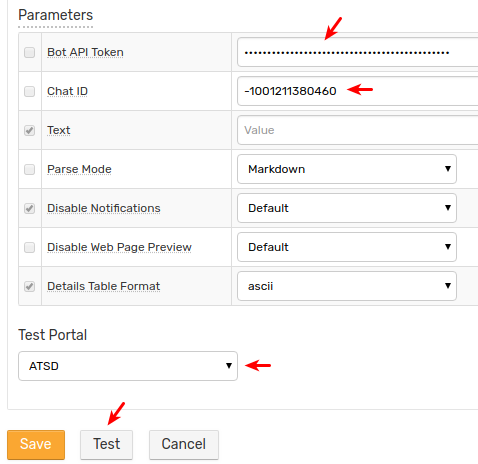 Parameters
Bot API Token ••••••••••••••••••••••••••••••••••••••••••••••
Chat ID -1001211380460
Text Value
Parse Mode Markdown
Disable Notifications Default
Disable Web Page Preview Default
Details Table Format ascii
Test Portal
ATSD
Save Test Cancel